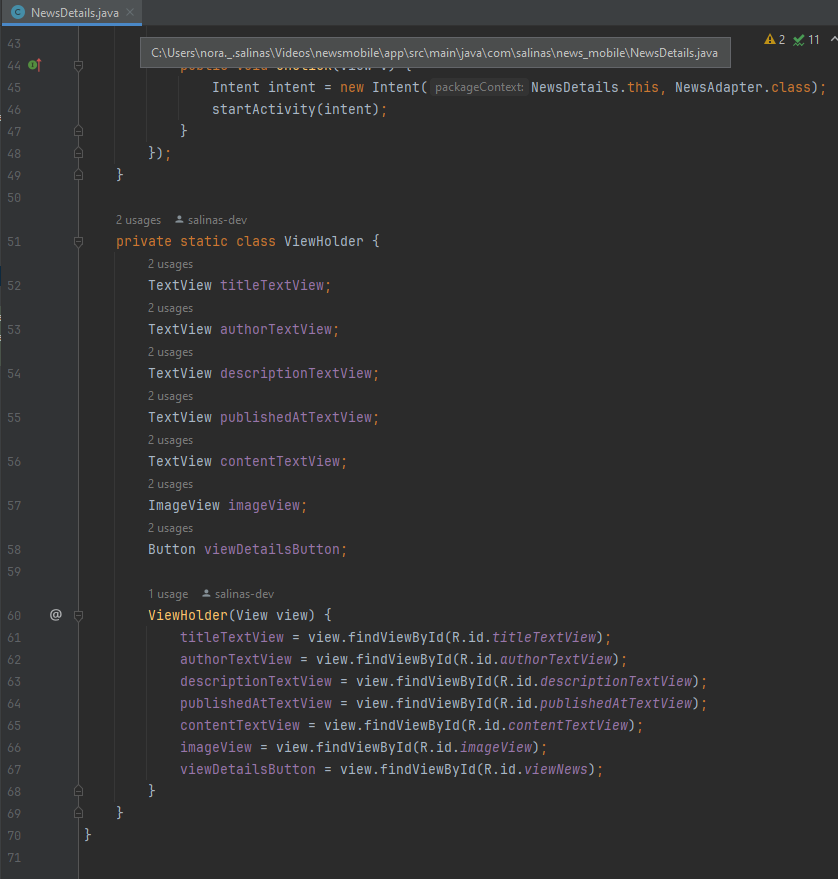 NewsDetails.java
2 11
43
C:\Users\nora._.salinas\Videos\newsmobile\app\src\main\java\com\salinas\news_mobile\NewsDetails.java
44
45 Intent intent = new Intent( packageContext: NewsDetails.this, NewsAdapter.class);
46 startActivity(intent);
47 }
48 });
49 }
50
2 usages salinas-dev
51 private static class ViewHolder {
2 usages
52 TextView titleTextView;
2 usages
53 TextView authorTextView;
2 usages
54 TextView descriptionTextView;
2 usages
55 TextView publishedAtTextView;
2 usages
56 TextView contentTextView;
2 usages
57 ImageView imageView;
2 usages
58 Button viewDetailsButton;
59
1 usage salinas-dev
60 @ ViewHolder(View view) {
61 titleTextView = view.findViewById(R.id.titleTextView);
62 authorTextView = view.findViewById(R.id.authorTextView);
63 descriptionTextView = view.findViewById(R.id.descriptionTextView);
64 publishedAtTextView = view.findViewById(R.id.publishedAtTextView);
65 contentTextView = view.findViewById(R.id.contentTextView);
66 imageView = view.findViewById(R.id.imageView);
67 viewDetailsButton = view.findViewById(R.id.viewNews);
68 }
69 }
70 }
71